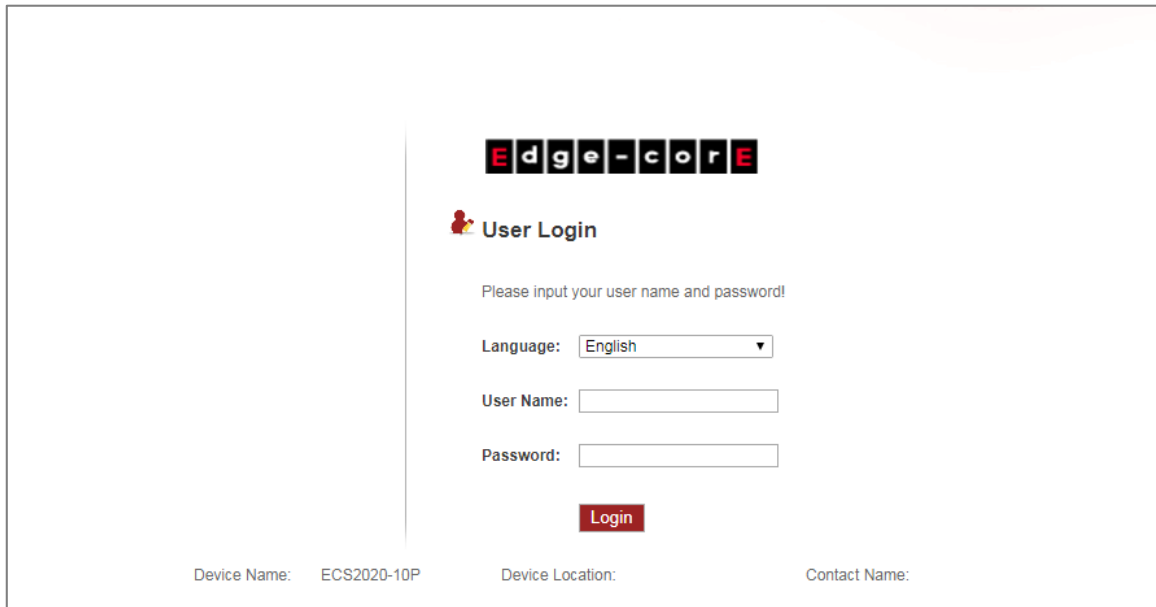 Edge-corE
User Login
Please input your user name and password!
Language: English
User Name:
Password:
Login
Device Name: ECS2020-10P Device Location: Contact Name: